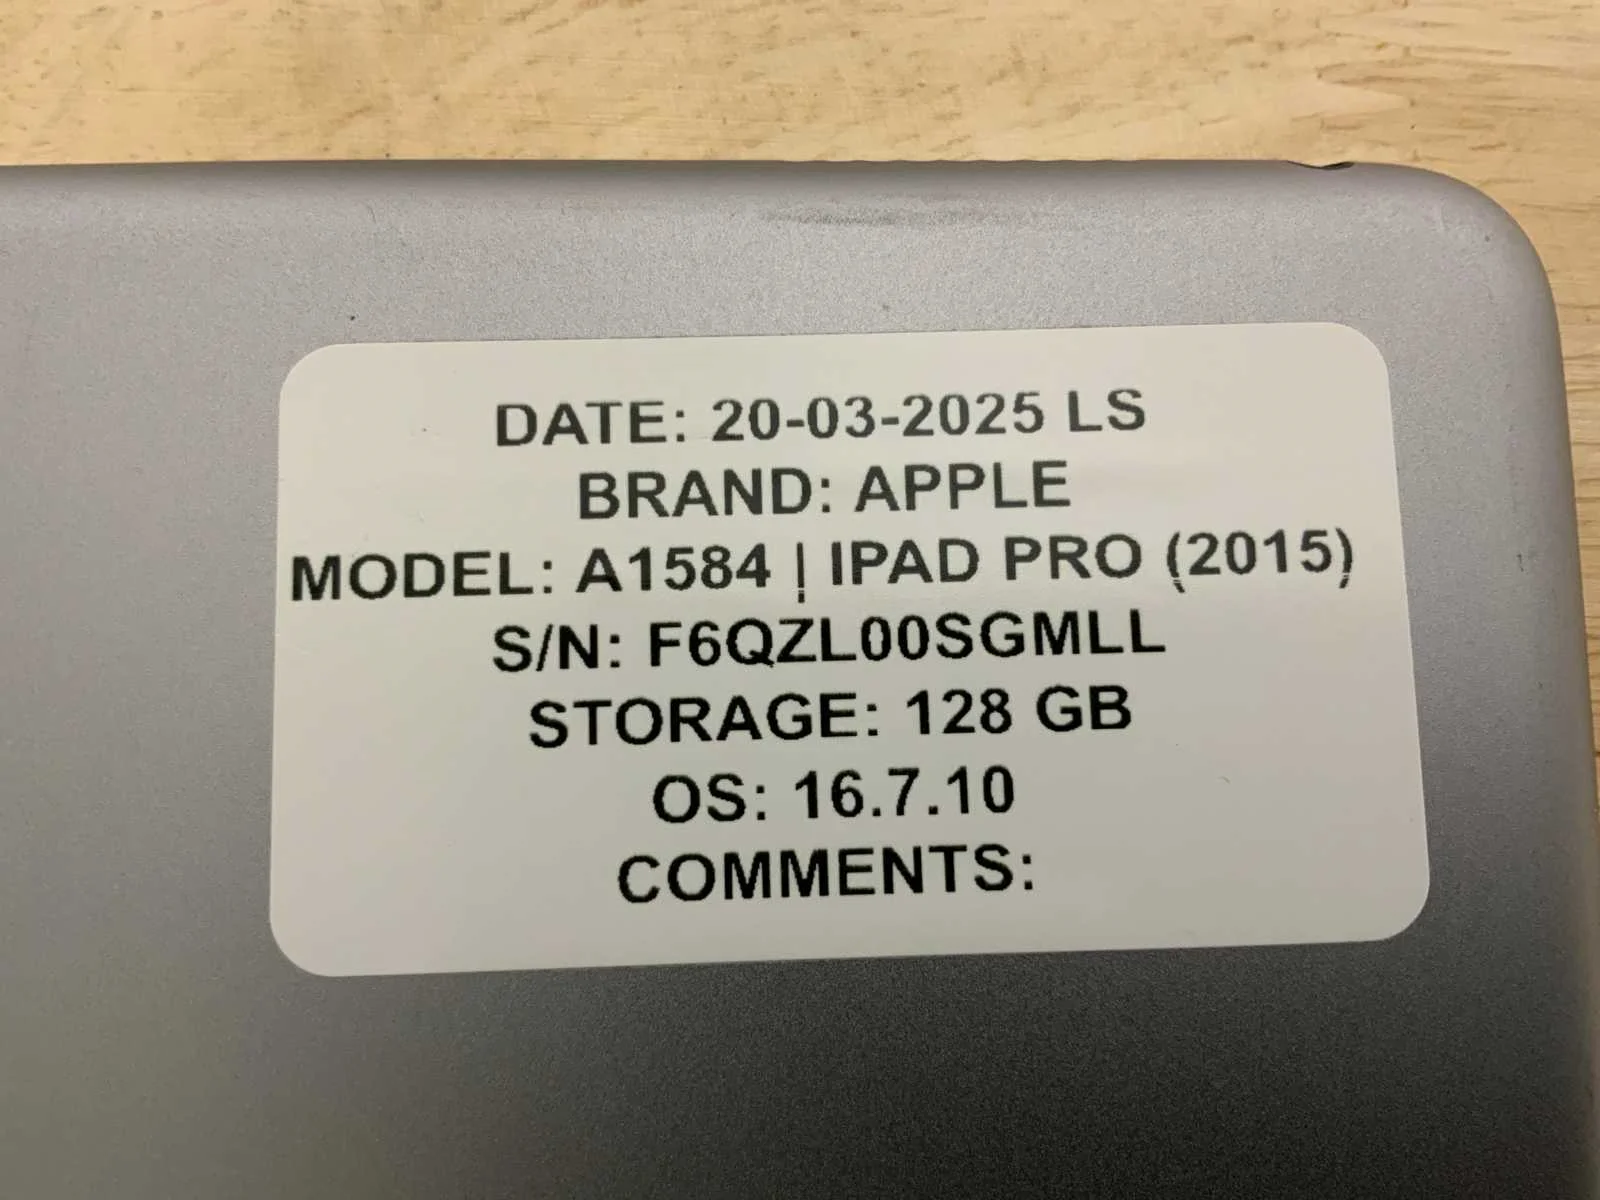 DATE: 20-03-2025 LS
BRAND: APPLE
MODEL: A1584 | IPAD PRO (2015)
S/N: F6QZL00SGMLL
STORAGE: 128 GB
OS: 16.7.10
COMMENTS: